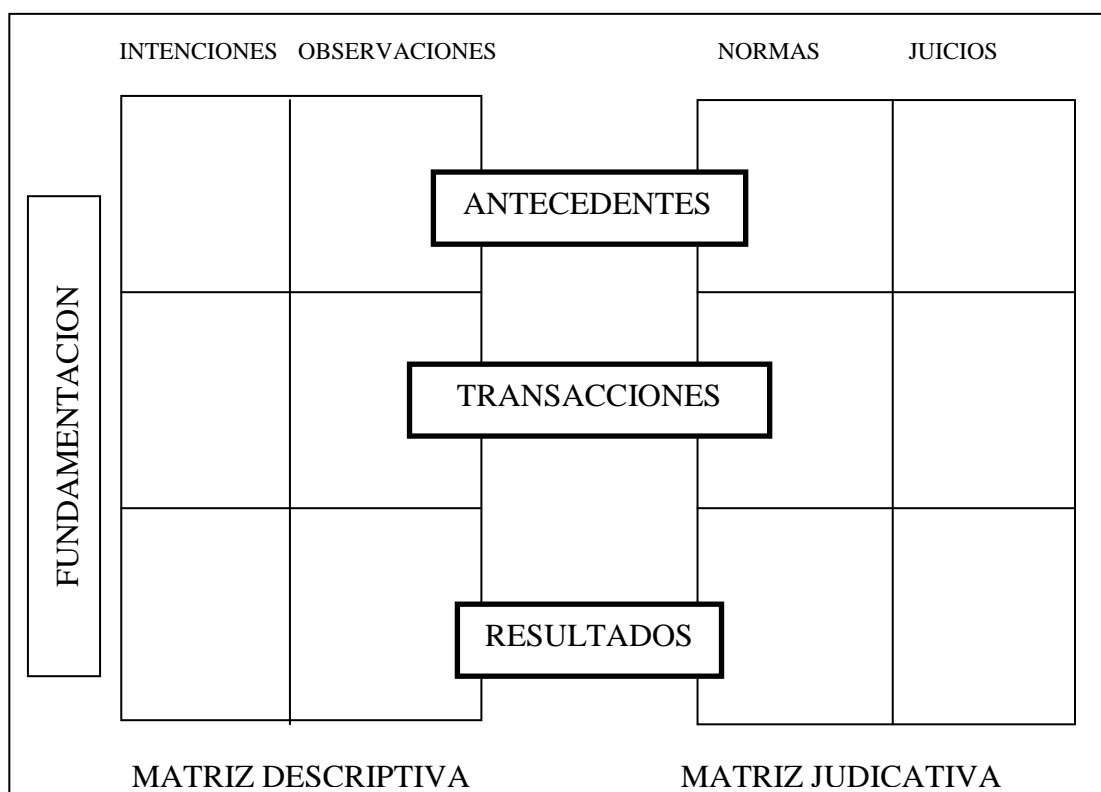 INTENCIONES OBSERVACIONES NORMAS JUICIOS
ANTECEDENTES
FUNDAMENTACION
TRANSACCIONES
RESULTADOS
MATRIZ DESCRIPTIVA MATRIZ JUDICATIVA